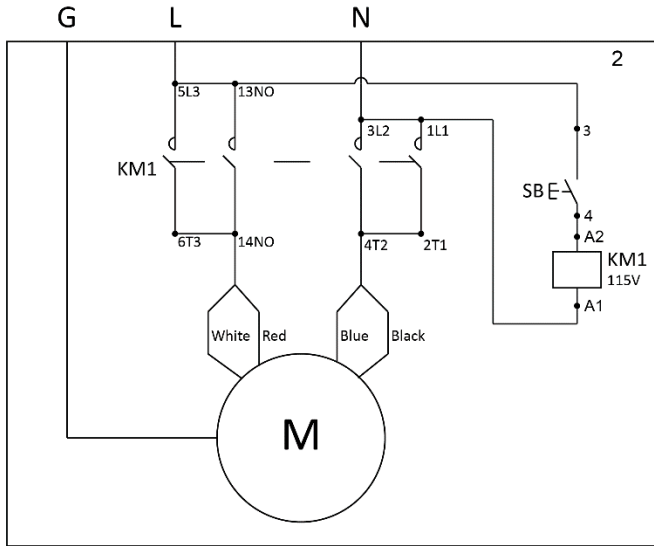 G
L
N
2
5L3
13NO
3L2
1L1
3
KM1
SB
4
A2
6T3
14NO
4T2
2T1
KM1
115V
A1
White
Red
Blue
Black
M